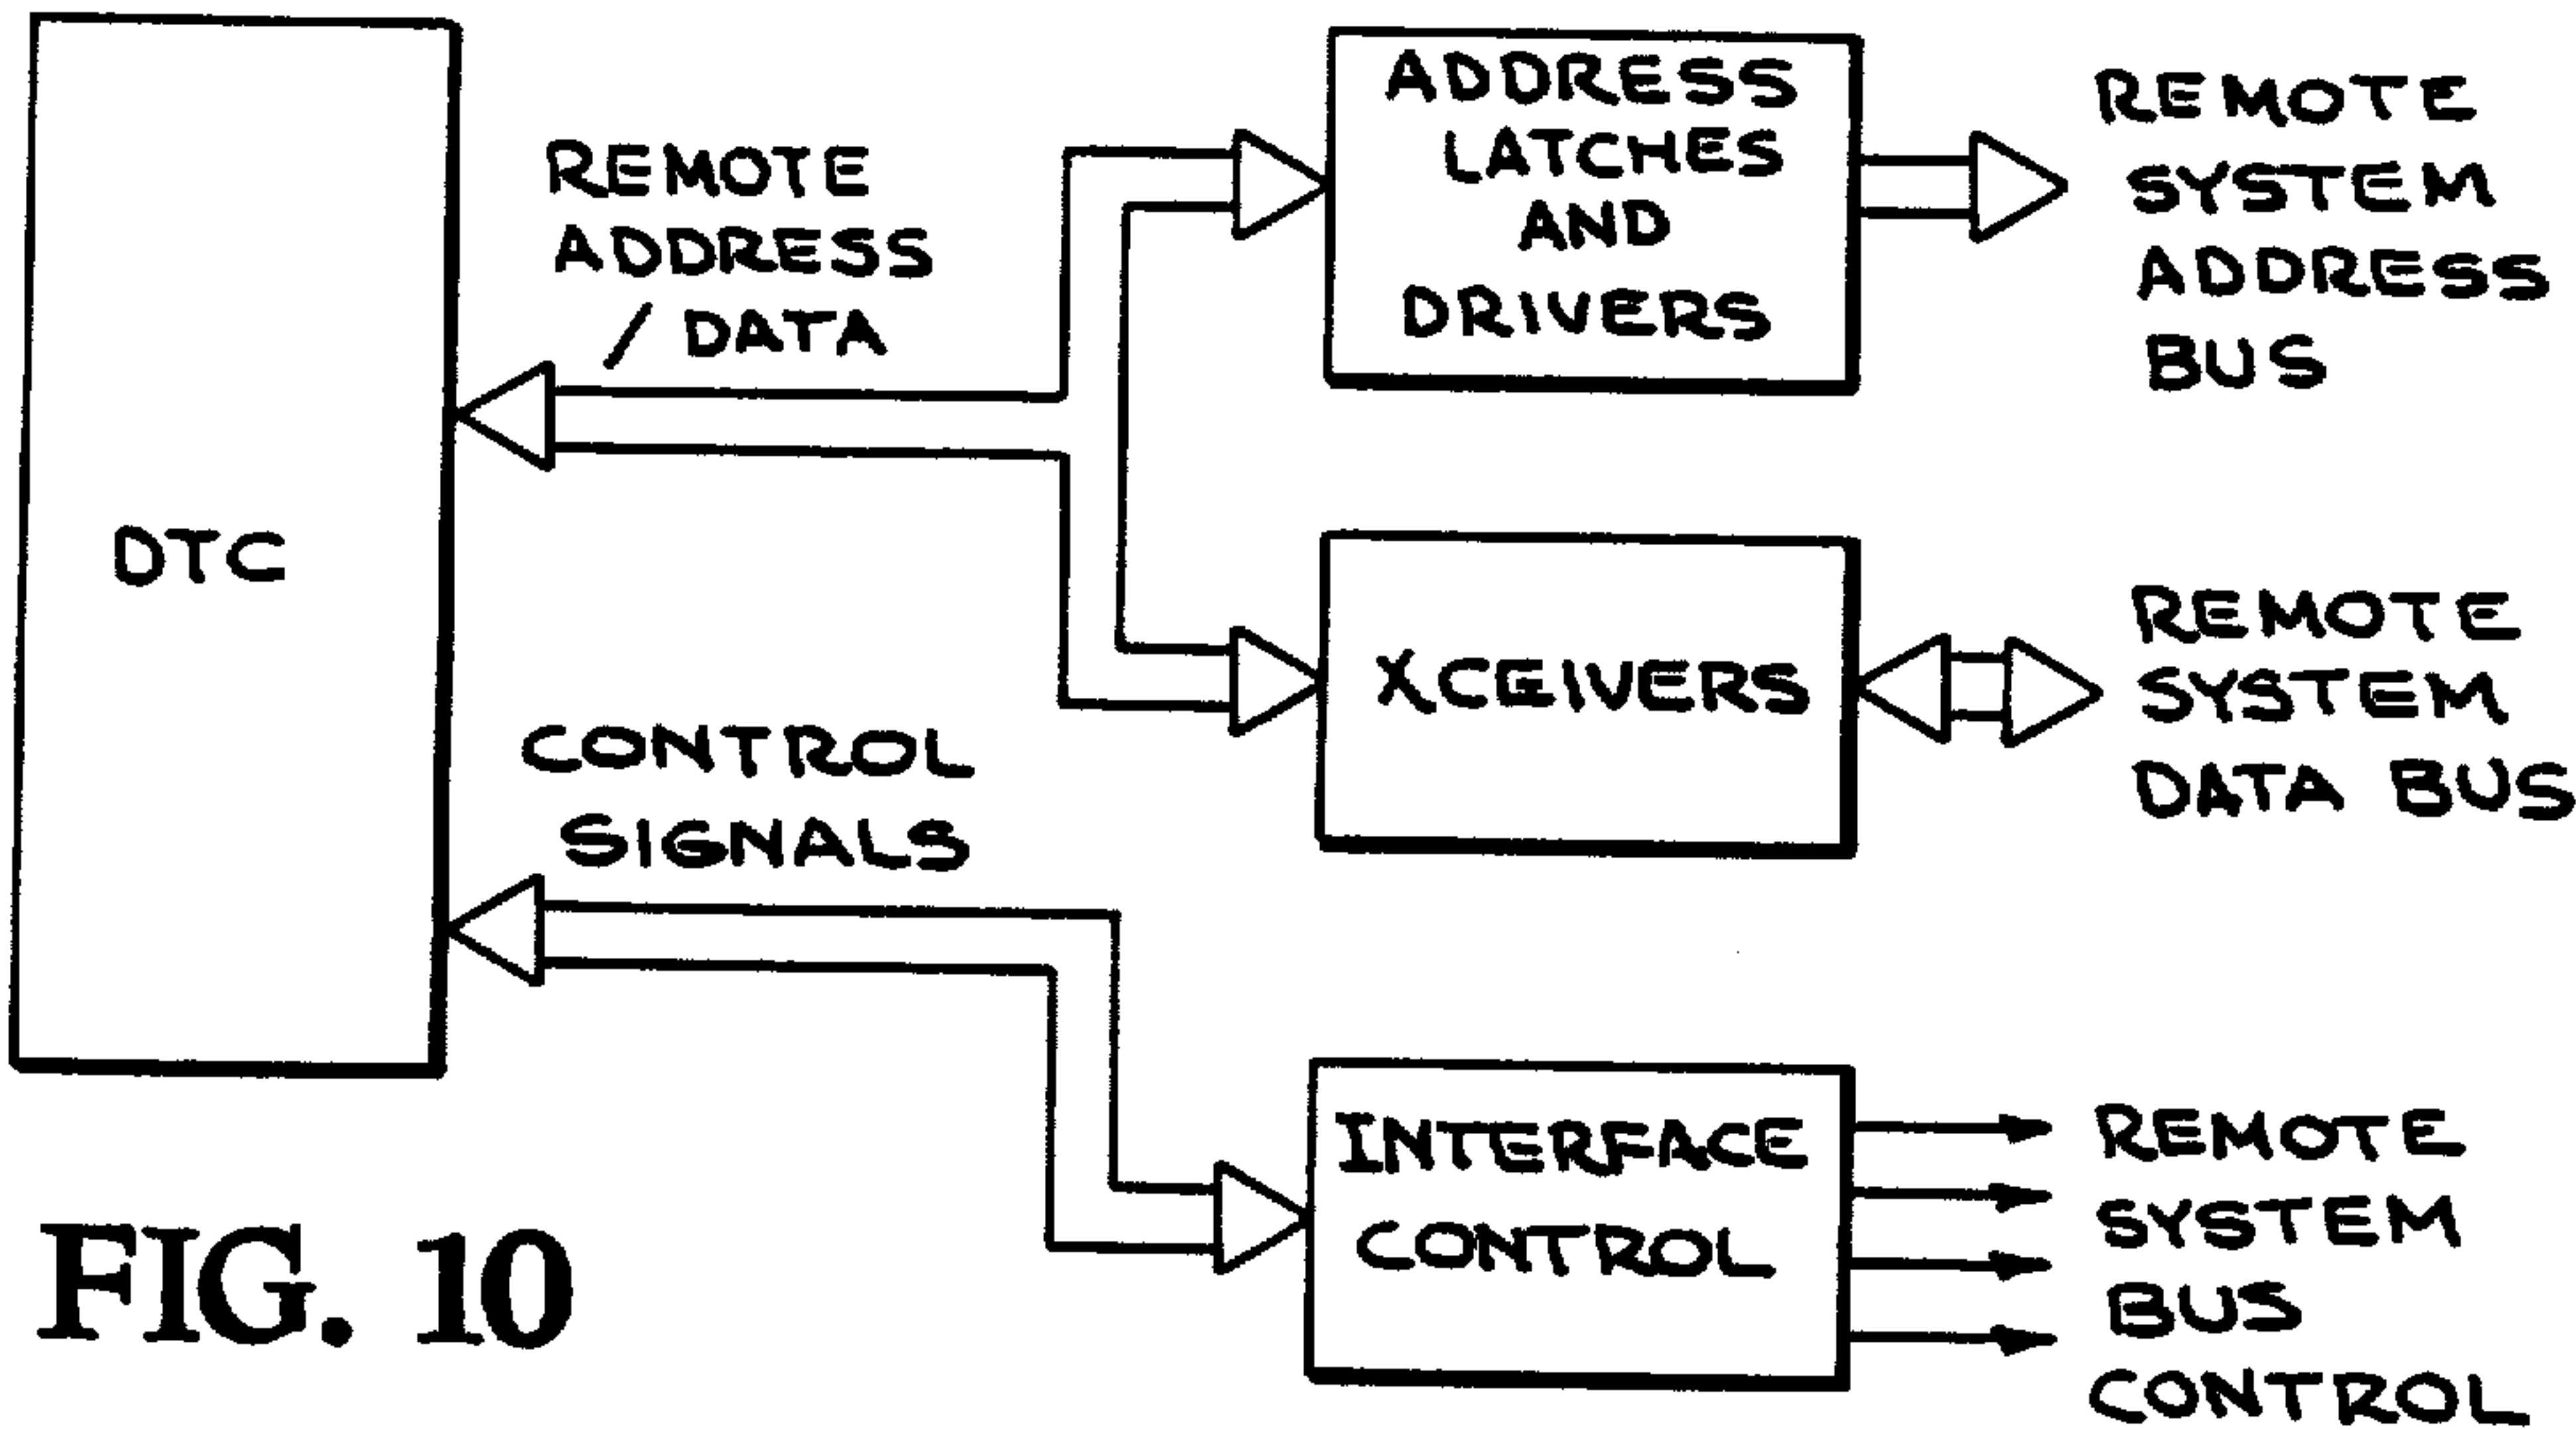 DTC
REMOTE
ADDRESS
/ DATA
CONTROL
SIGNALS
ADDRESS
LATCHES
AND
DRIVERS
REMOTE
SYSTEM
ADDRESS
BUS
XCEIVERS
REMOTE
SYSTEM
DATA BUS
INTERFACE
CONTROL
REMOTE
SYSTEM
BUS
CONTROL
FIG. 10